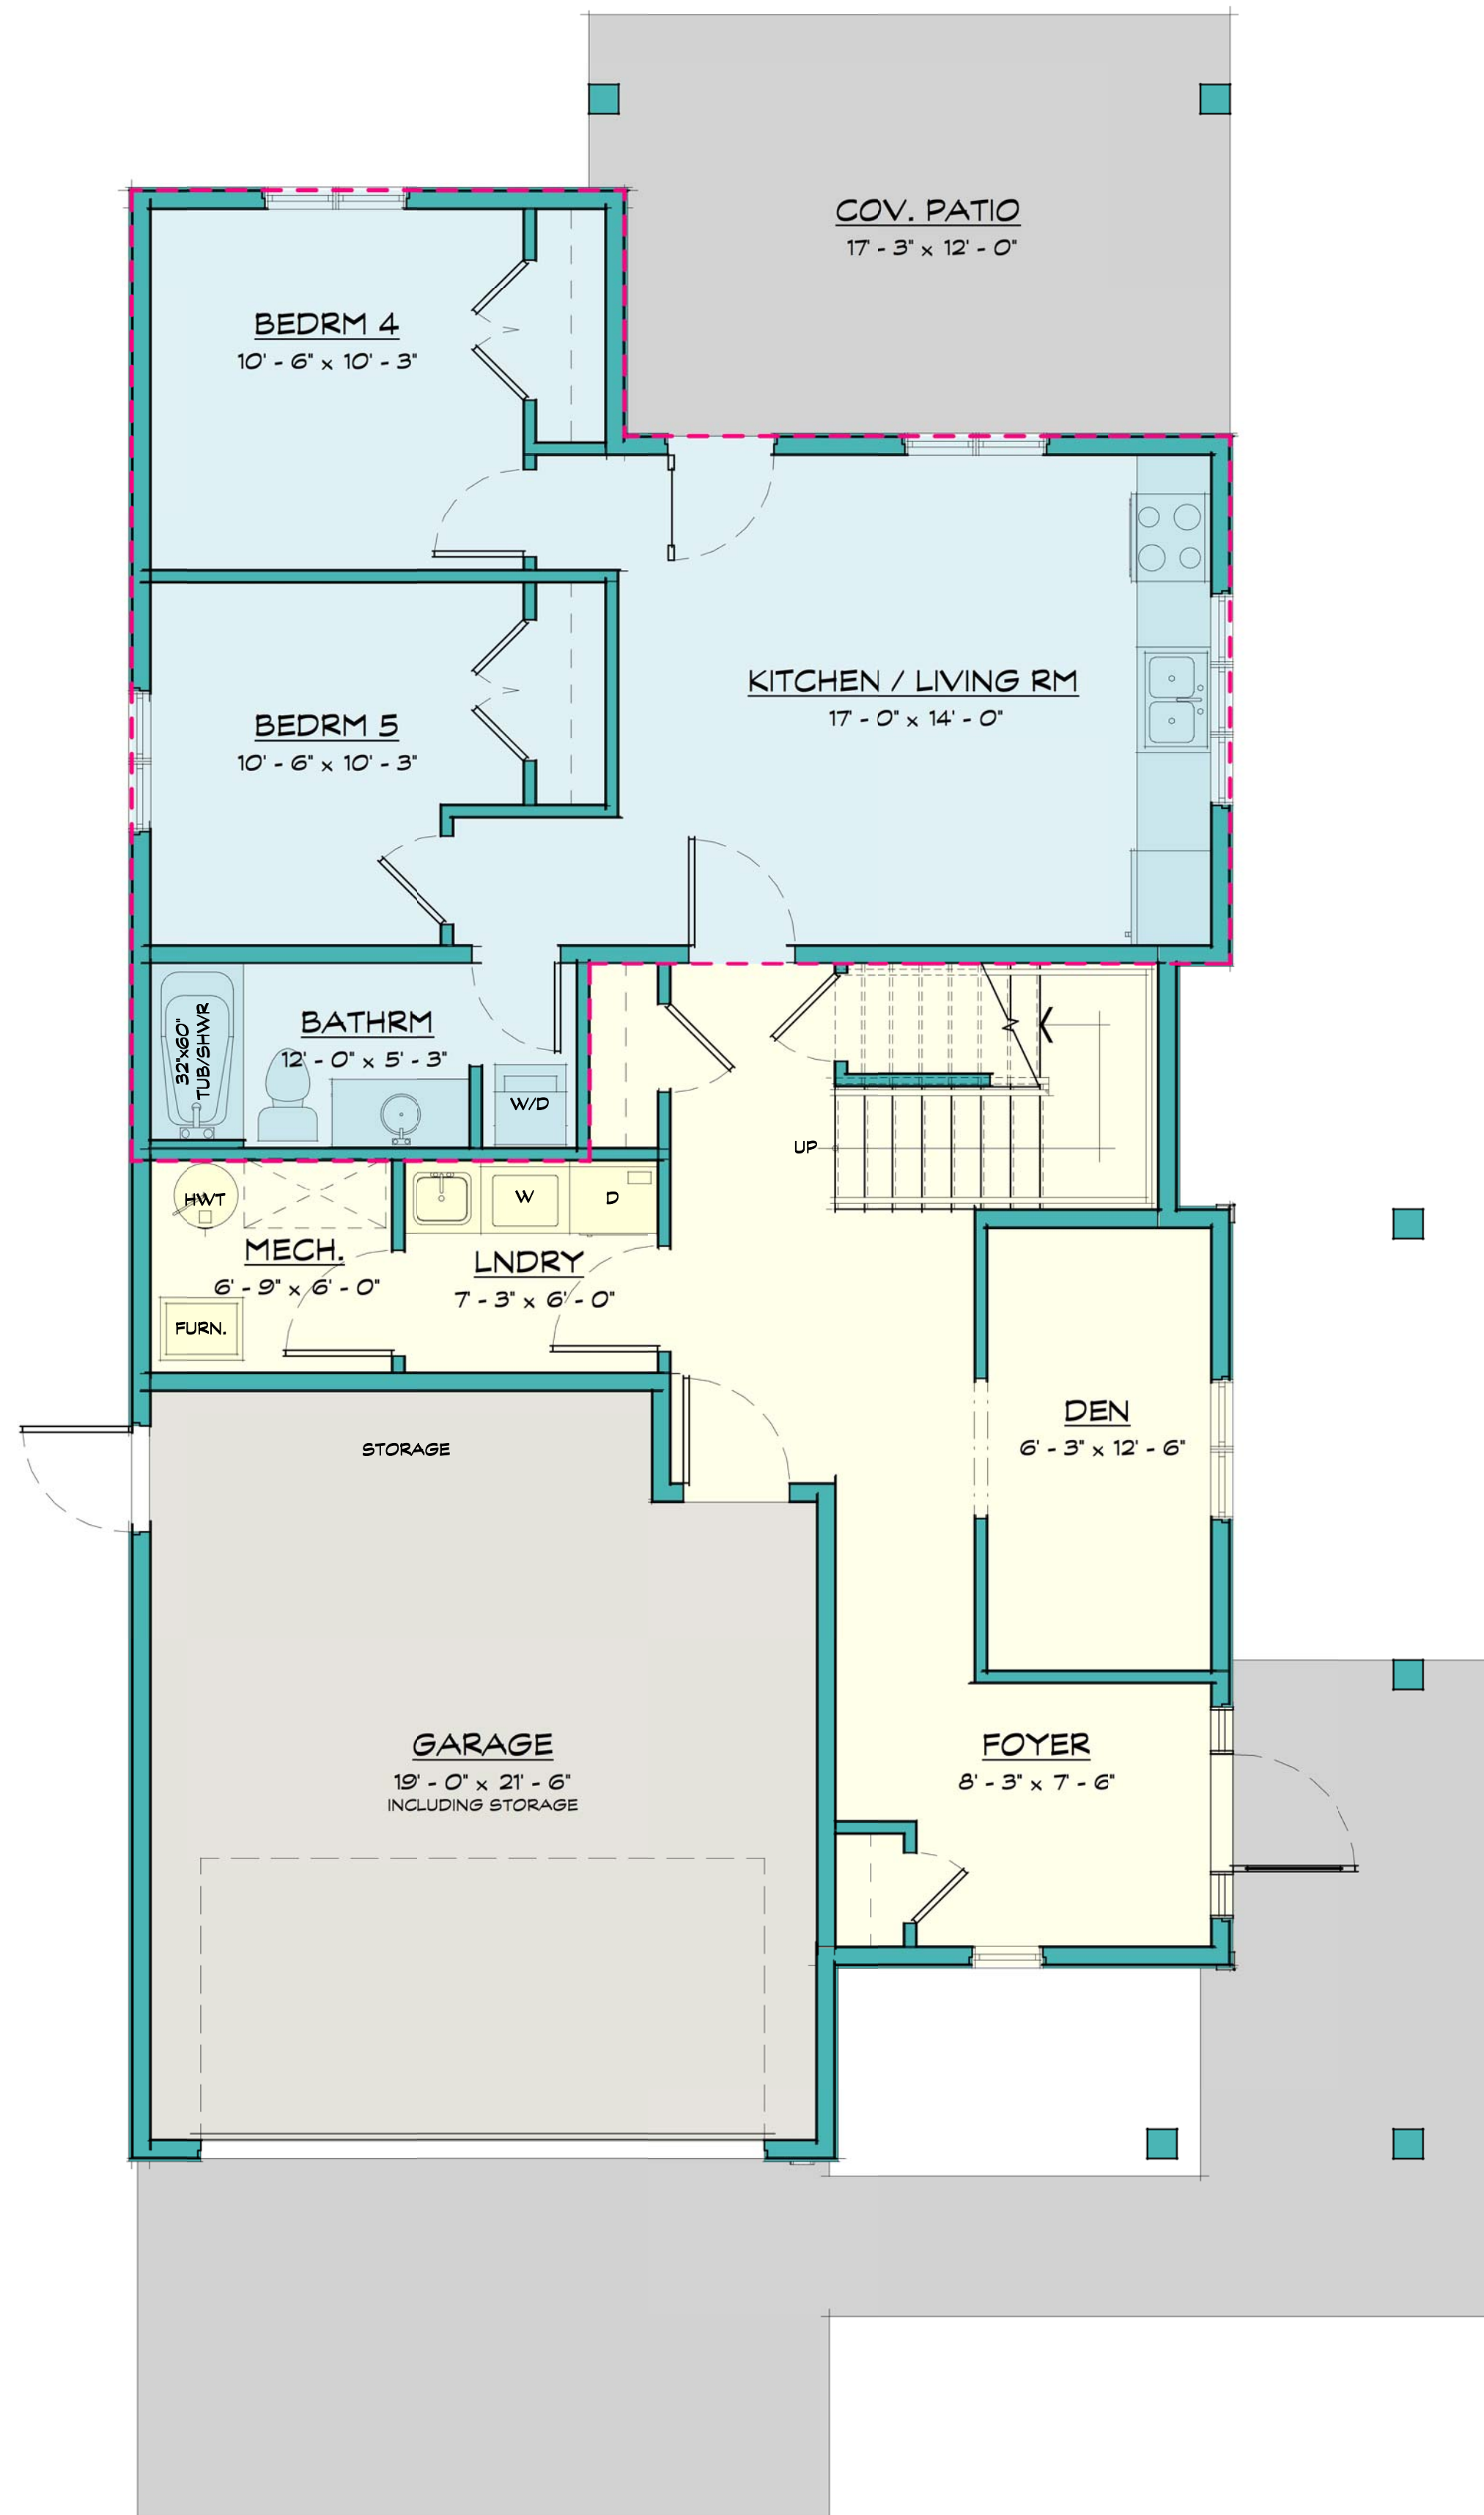 COV. PATIO
17' - 3" x 12' - 0"
BEDRM 4
10' - 6" x 10' - 3"
KITCHEN / LIVING RM
17' - 0" x 14' - 0"
BEDRM 5
10' - 6" x 10' - 3"
32"x60"
TUB/SHWR
BATHRM
12' - 0" x 5' - 3"
W/D
UP
HWT
W
D
MECH.
6' - 9" x 6' - 0"
LNDRY
7' - 3" x 6' - 0"
FURN.
DEN
6' - 3" x 12' - 6"
STORAGE
GARAGE
19' - 0" x 21' - 6"
INCLUDING STORAGE
FOYER
8' - 3" x 7' - 6"